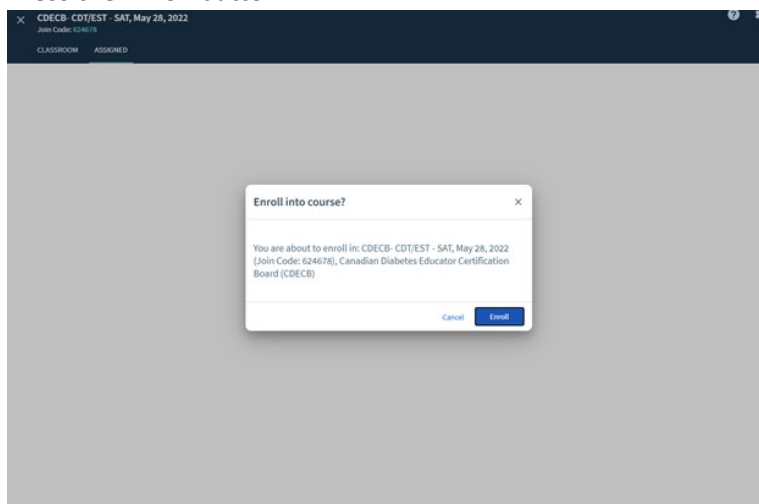 CDECB- CDT/EST - SAT, May 28, 2022
Join Code: 624678
CLASSROOM ASSIGNED
Enroll into course?
You are about to enroll in: CDECB- CDT/EST - SAT, May 28, 2022
(Join Code: 624678), Canadian Diabetes Educator Certification
Board (CDECB)
Cancel Enroll